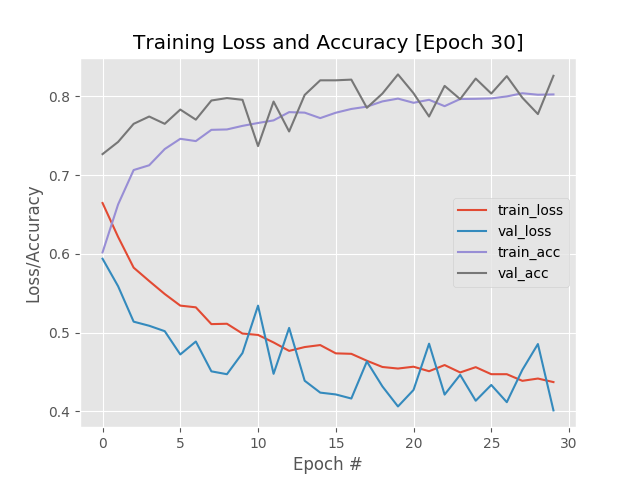 Training Loss and Accuracy [Epoch 30]
Loss/Accuracy
0.8
0.7
0.6
0.5
0.4
train_loss
val_loss
train_acc
val_acc
0 5 10 15 20 25 30
Epoch #